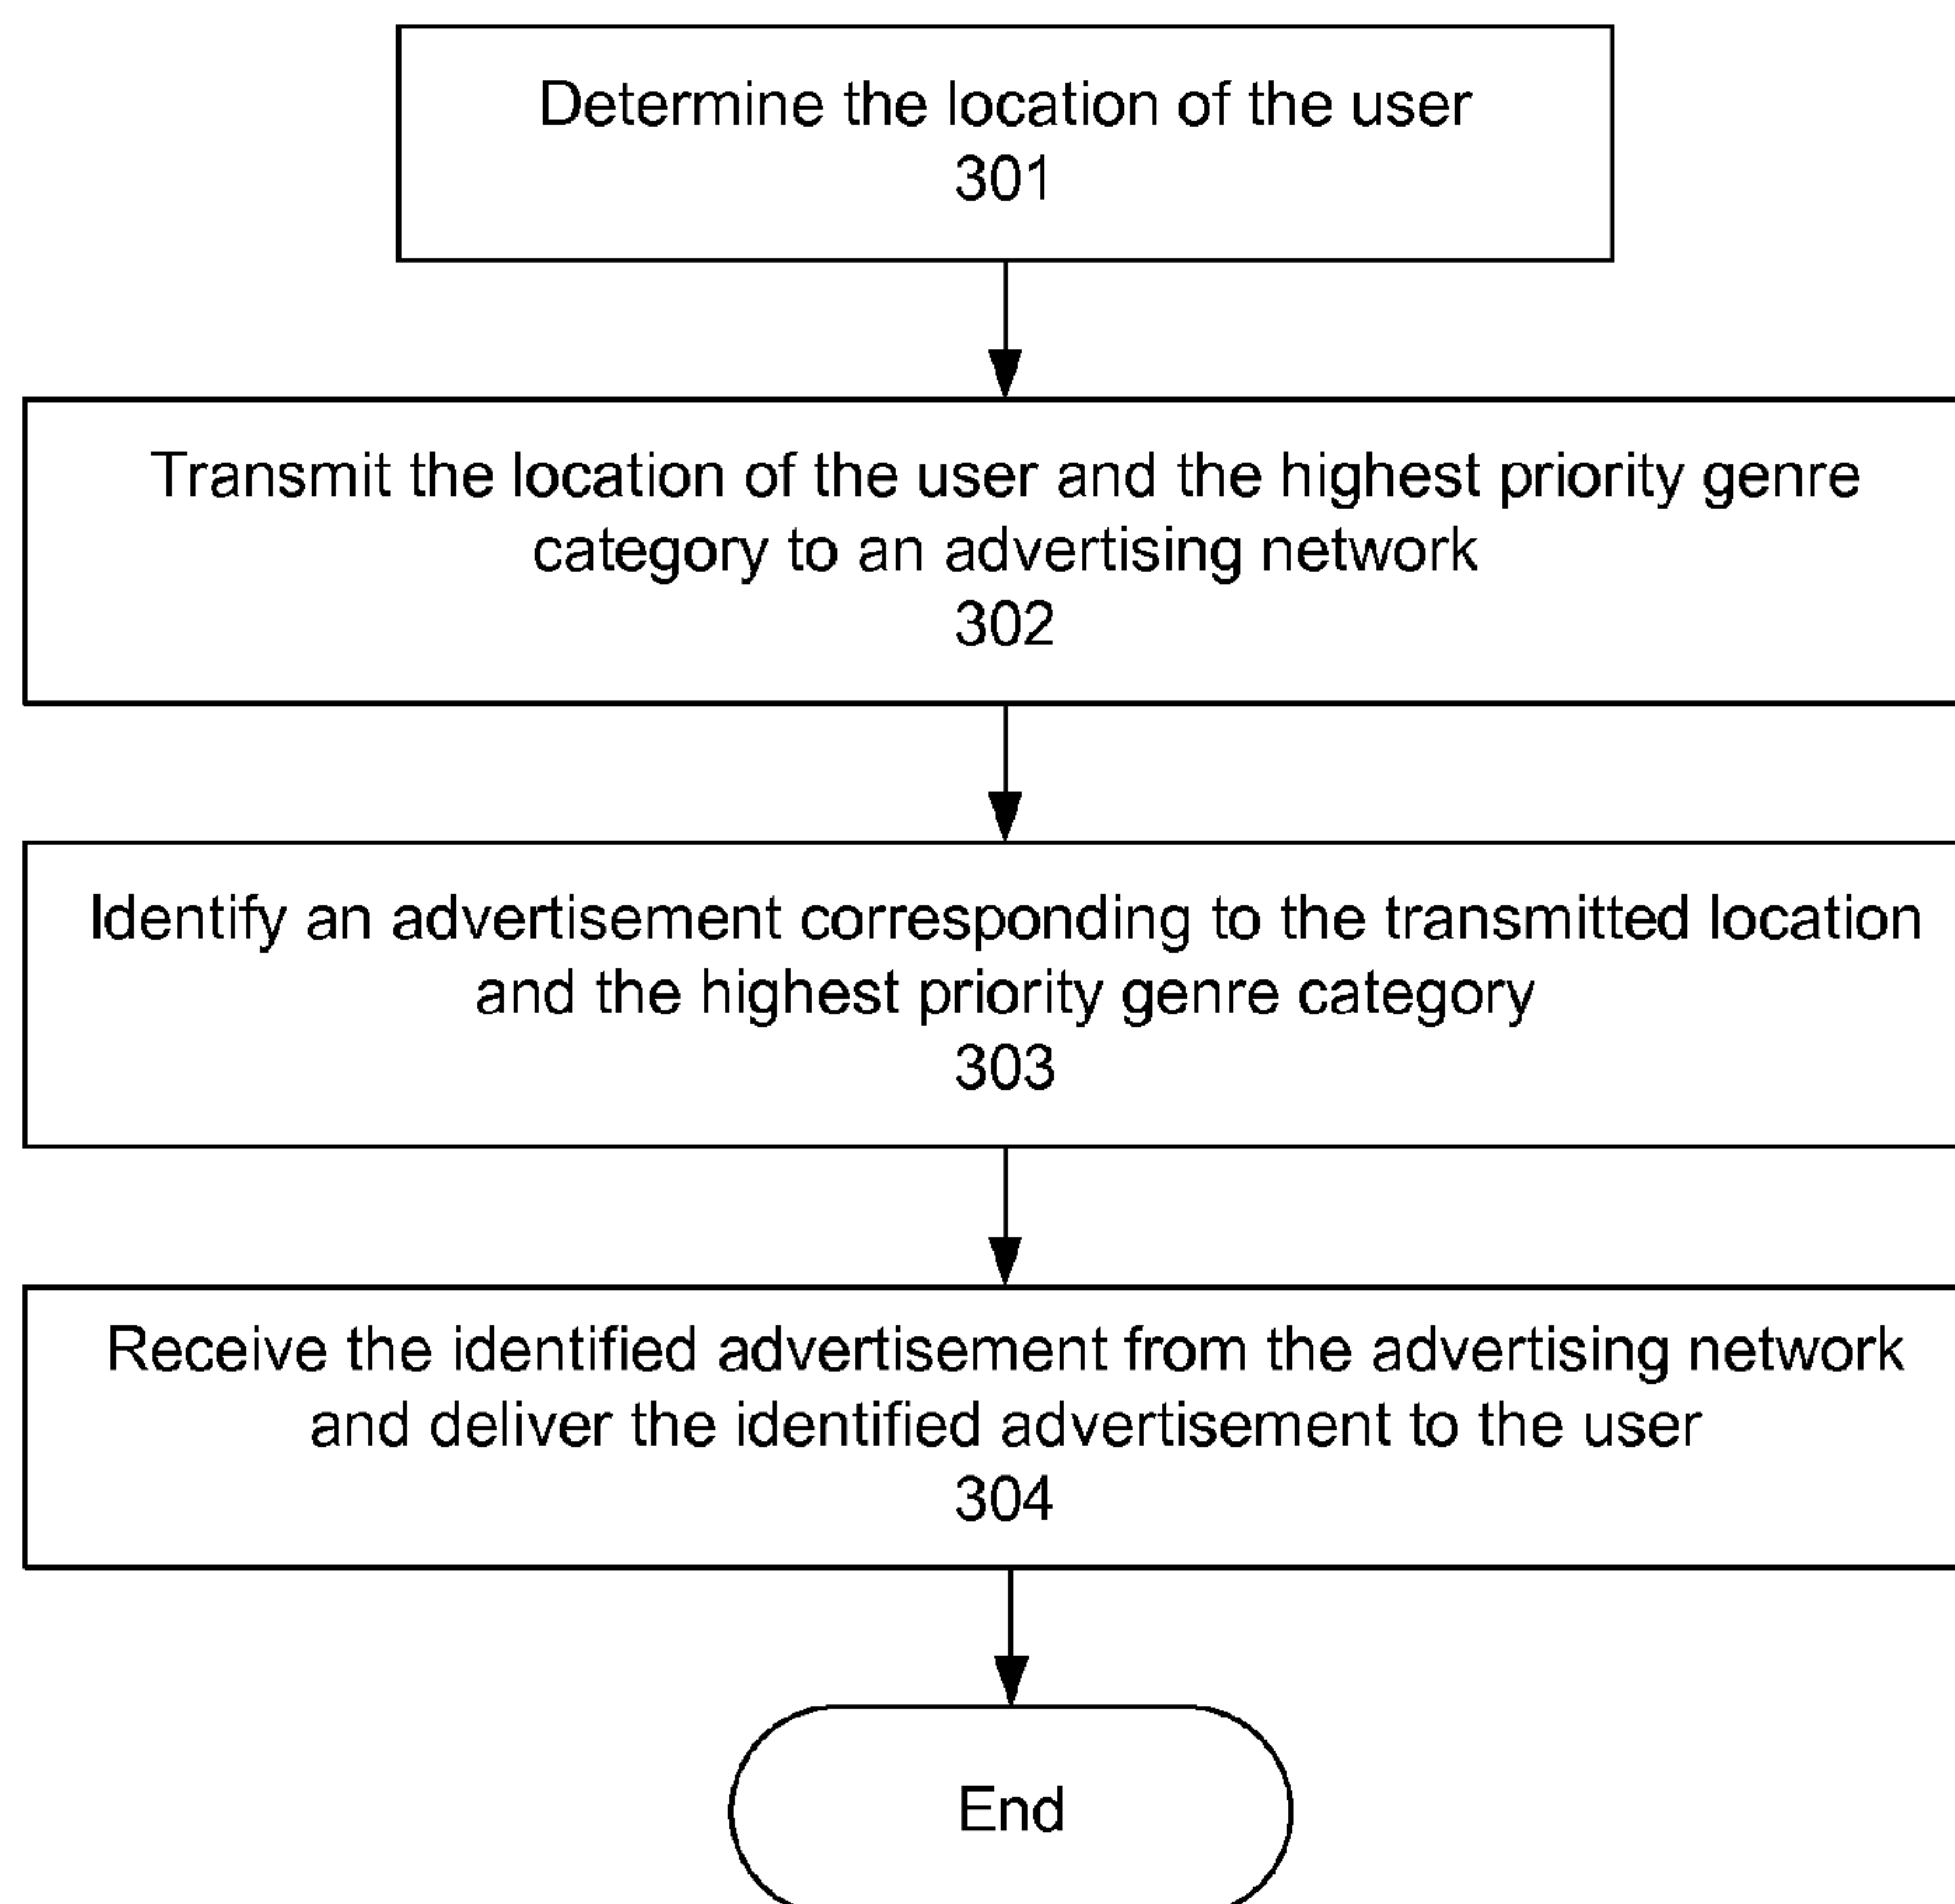 Determine the location of the user
301
Transmit the location of the user and the highest priority genre
category to an advertising network
302
Identify an advertisement corresponding to the transmitted location
and the highest priority genre category
303
Receive the identified advertisement from the advertising network
and deliver the identified advertisement to the user
304
End